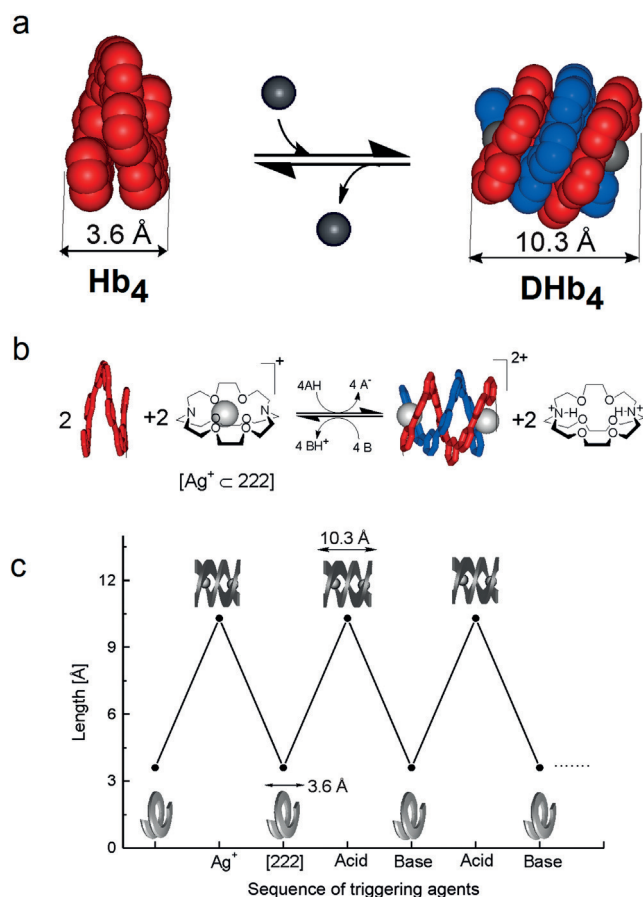 a
3.6 Å
10.3 Å
Hb4
DHb4
b
2
+2
N
O
O
O
O
O
O
N
+
4AH
4 A-
4 BH+
4 B
2+
+2
+
N-H
O
O
O
O
O
O
+
H-N
[Ag+ ⊂ 222]
c
10.3 Å
12
9
6
3
0
Length [Å]
3.6 Å
Ag+
[222]
Acid
Base
Acid
Base
Sequence of triggering agents